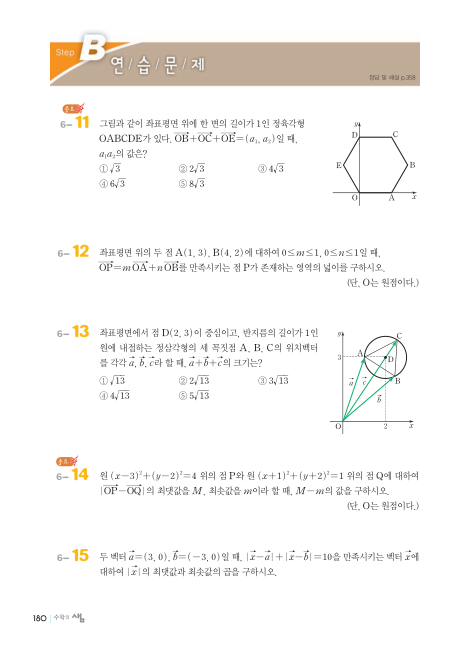 Step B 연/습/문/제
정답 및 해설 p.358
중요
6-11 그림과 같이 좌표평면 위에 한 변의 길이가 1인 정육각형
OABCDE가 있다. \(\overrightarrow{OB}+\overrightarrow{OC}+\overrightarrow{OE}=(a_1, a_2)\)일 때,
\(a_1a_2\)의 값은?
① √3 ② 2√3 ③ 4√3
④ 6√3 ⑤ 8√3
y
D C
E B
O A x
6-12 좌표평면 위의 두 점 A(1, 3), B(4, 2)에 대하여 0≤m≤1, 0≤n≤1일 때,
\(\overrightarrow{OP}=m\overrightarrow{OA}+n\overrightarrow{OB}\)를 만족시키는 점 P가 존재하는 영역의 넓이를 구하시오.
(단, O는 원점이다.)
6-13 좌표평면에서 점 D(2, 3)이 중심이고, 반지름의 길이가 1인
원에 내접하는 정삼각형의 세 꼭짓점 A, B, C의 위치벡터
를 각각 \(\vec{a}, \vec{b}, \vec{c}\)라 할 때, \(\vec{a}+\vec{b}+\vec{c}\)의 크기는?
① √13 ② 2√13 ③ 3√13
④ 4√13 ⑤ 5√13
y
C
A
3 D
B
\(\vec{a}\) \(\vec{c}\)
\(\vec{b}\)
O 2 x
중요
6-14 원 (x-3)²+(y-2)²=4 위의 점 P와 원 (x+1)²+(y+2)²=1 위의 점 Q에 대하여
\(|\overrightarrow{OP}-\overrightarrow{OQ}|\)의 최댓값을 M, 최솟값을 m이라 할 때, M-m의 값을 구하시오.
(단, O는 원점이다.)
6-15 두 벡터 \(\vec{a}=(3, 0), \vec{b}=(-3, 0)\)일 때, \(|\vec{x}-\vec{a}|+|\vec{x}-\vec{b}|=10\)을 만족시키는 벡터 \(\vec{x}\)에
대하여 \(|\vec{x}|\)의 최댓값과 최솟값의 곱을 구하시오.
180 수학의 샘